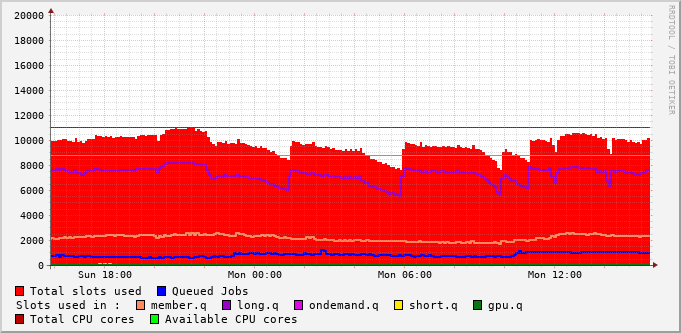 20000
18000
16000
14000
12000
10000
8000
6000
4000
2000
0
Sun 18:00 Mon 00:00 Mon 06:00 Mon 12:00
Total slots used Queued Jobs
Slots used in : member.q long.q ondemand.q short.q gpu.q
Total CPU cores Available CPU cores
RRDTOOL / TOBI OETIKER